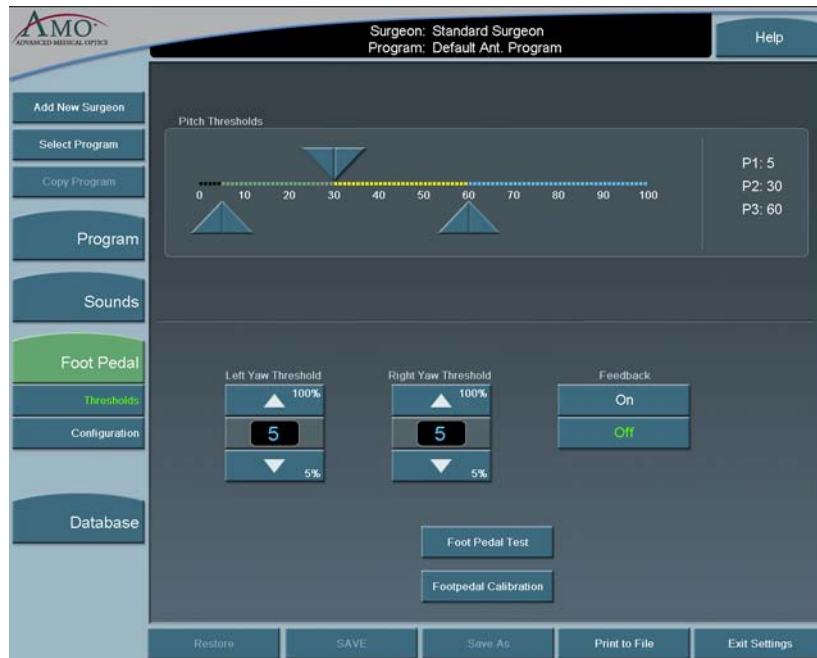 AMO
ADVANCED MEDICAL OPTICS
Surgeon: Standard Surgeon
Program: Default Ant. Program
Help
Add New Surgeon
Select Program
Copy Program
Program
Sounds
Foot Pedal
Thresholds
Configuration
Database
Pitch Thresholds
0 10 20 30 40 50 60 70 80 90 100
P1: 5
P2: 30
P3: 60
Left Yaw Threshold
100%
5
5%
Right Yaw Threshold
100%
5
5%
Feedback
On
Off
Foot Pedal Test
Footpedal Calibration
Restore
SAVE
Save As
Print to File
Exit Settings